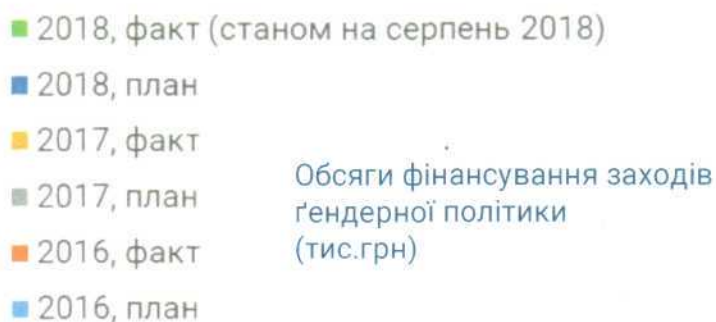 2018, факт (станом на серпень 2018)
2018, план
2017, факт
2017, план
2016, факт
2016, план
Обсяги фінансування заходів
ґендерної політики
(тис.грн)